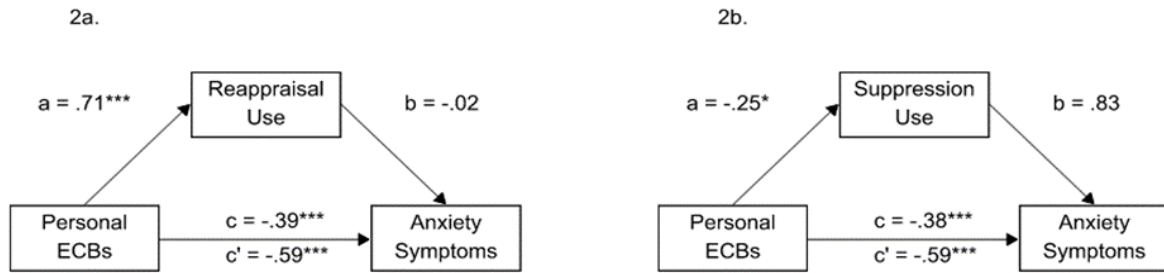 2a.
Reappraisal
Use
a = .71***
b = -.02
Personal
ECBs
c = -.39***
c' = -.59***
Anxiety
Symptoms
2b.
Suppression
Use
a = -.25*
b = .83
Personal
ECBs
c = -.38***
c' = -.59***
Anxiety
Symptoms